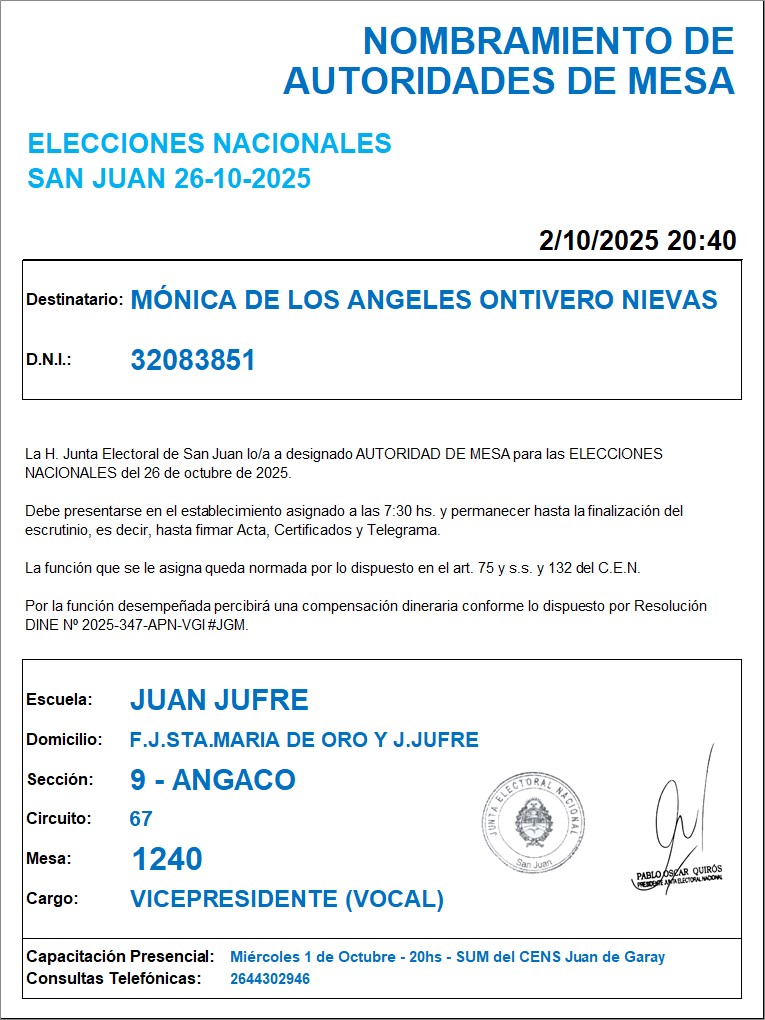 NOMBRAMIENTO DE
AUTORIDADES DE MESA
ELECCIONES NACIONALES
SAN JUAN 26-10-2025
2/10/2025 20:40
Destinatario: MÓNICA DE LOS ANGELES ONTIVERO NIEVAS
D.N.I.: 32083851
La H. Junta Electoral de San Juan lo/a a designado AUTORIDAD DE MESA para las ELECCIONES
NACIONALES del 26 de octubre de 2025.
Debe presentarse en el establecimiento asignado a las 7:30 hs. y permanecer hasta la finalización del
escrutinio, es decir, hasta firmar Acta, Certificados y Telegrama.
La función que se le asigna queda normada por lo dispuesto en el art. 75 y s.s. y 132 del C.E.N.
Por la función desempeñada percibirá una compensación dineraria conforme lo dispuesto por Resolución
DINE Nº 2025-347-APN-VGI#JGM.
Escuela: JUAN JUFRE
Domicilio: F.J.STA.MARIA DE ORO Y J.JUFRE
Sección: 9 - ANGACO
Circuito: 67
Mesa: 1240
Cargo: VICEPRESIDENTE (VOCAL)
JUNTA ELECTORAL NACIONAL
San Juan
PABLO OSCAR QUIRÓS
PRESIDENTE JUNTA ELECTORAL NACIONAL
Capacitación Presencial: Miércoles 1 de Octubre - 20hs - SUM del CENS Juan de Garay
Consultas Telefónicas: 2644302946